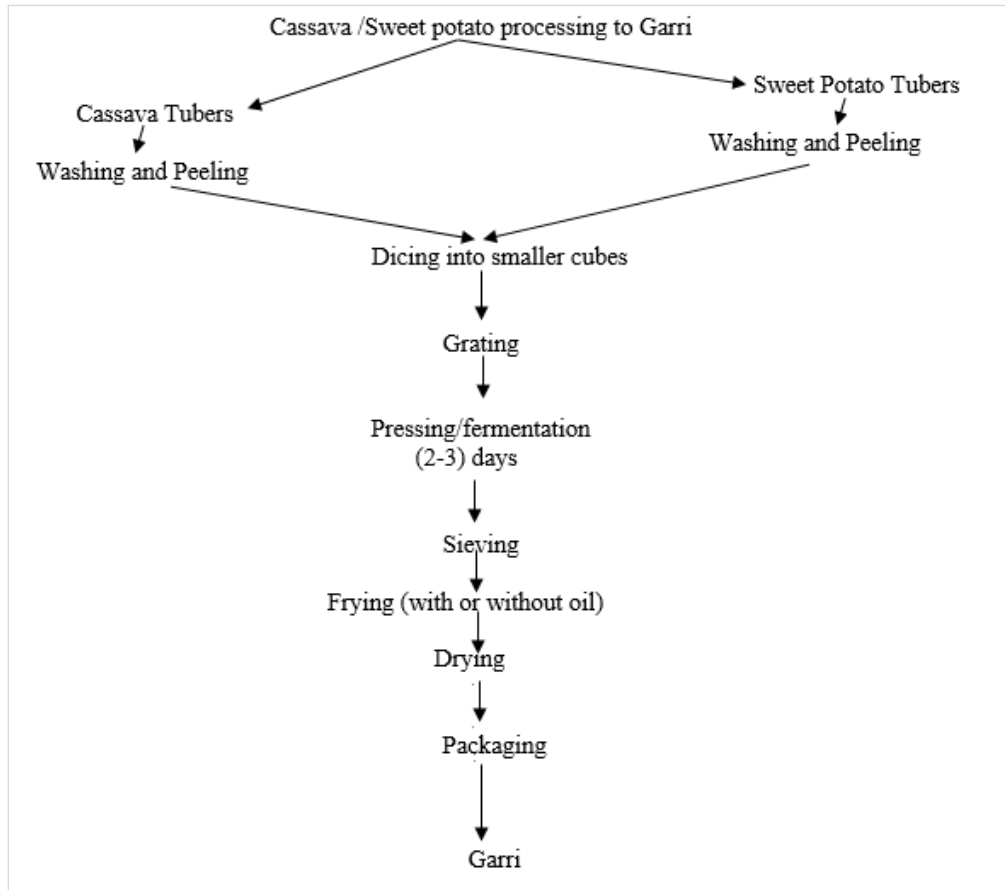 Cassava /Sweet potato processing to Garri
Sweet Potato Tubers
Cassava Tubers
Washing and Peeling
Washing and Peeling
Dicing into smaller cubes
Grating
Pressing/fermentation
(2-3) days
Sieving
Frying (with or without oil)
Drying
Packaging
Garri